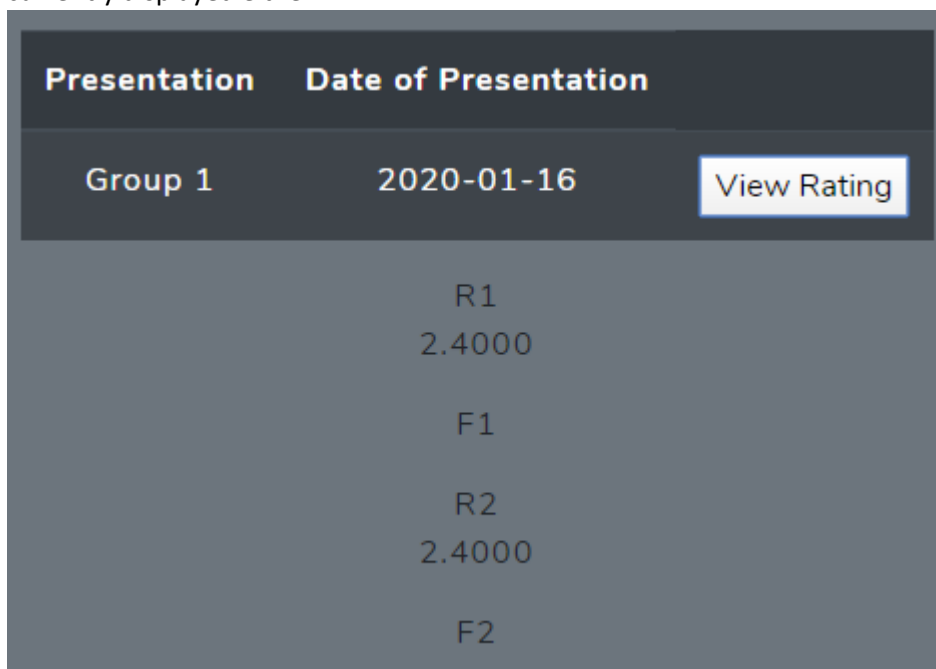 Presentation Date of Presentation
Group 1 2020-01-16 View Rating
R1
2.4000
F1
R2
2.4000
F2